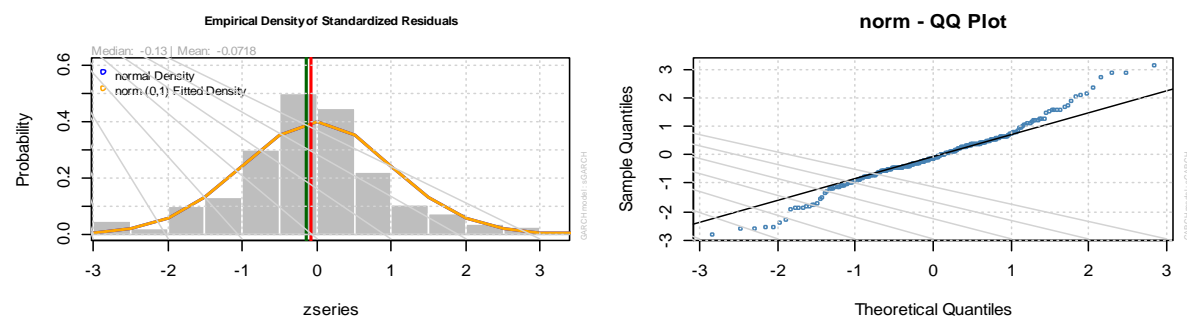 Empirical Density of Standardized Residuals
Median: -0.13 | Mean: -0.0718
normal Density
norm (0,1) Fitted Density
Probability
0.0
0.2
0.4
0.6
-3
-2
-1
0
1
2
3
zseries
GARCH model : sGARCH
norm - QQ Plot
Sample Quantiles
3
2
1
0
-1
-2
-3
-3
-2
-1
0
1
2
3
Theoretical Quantiles